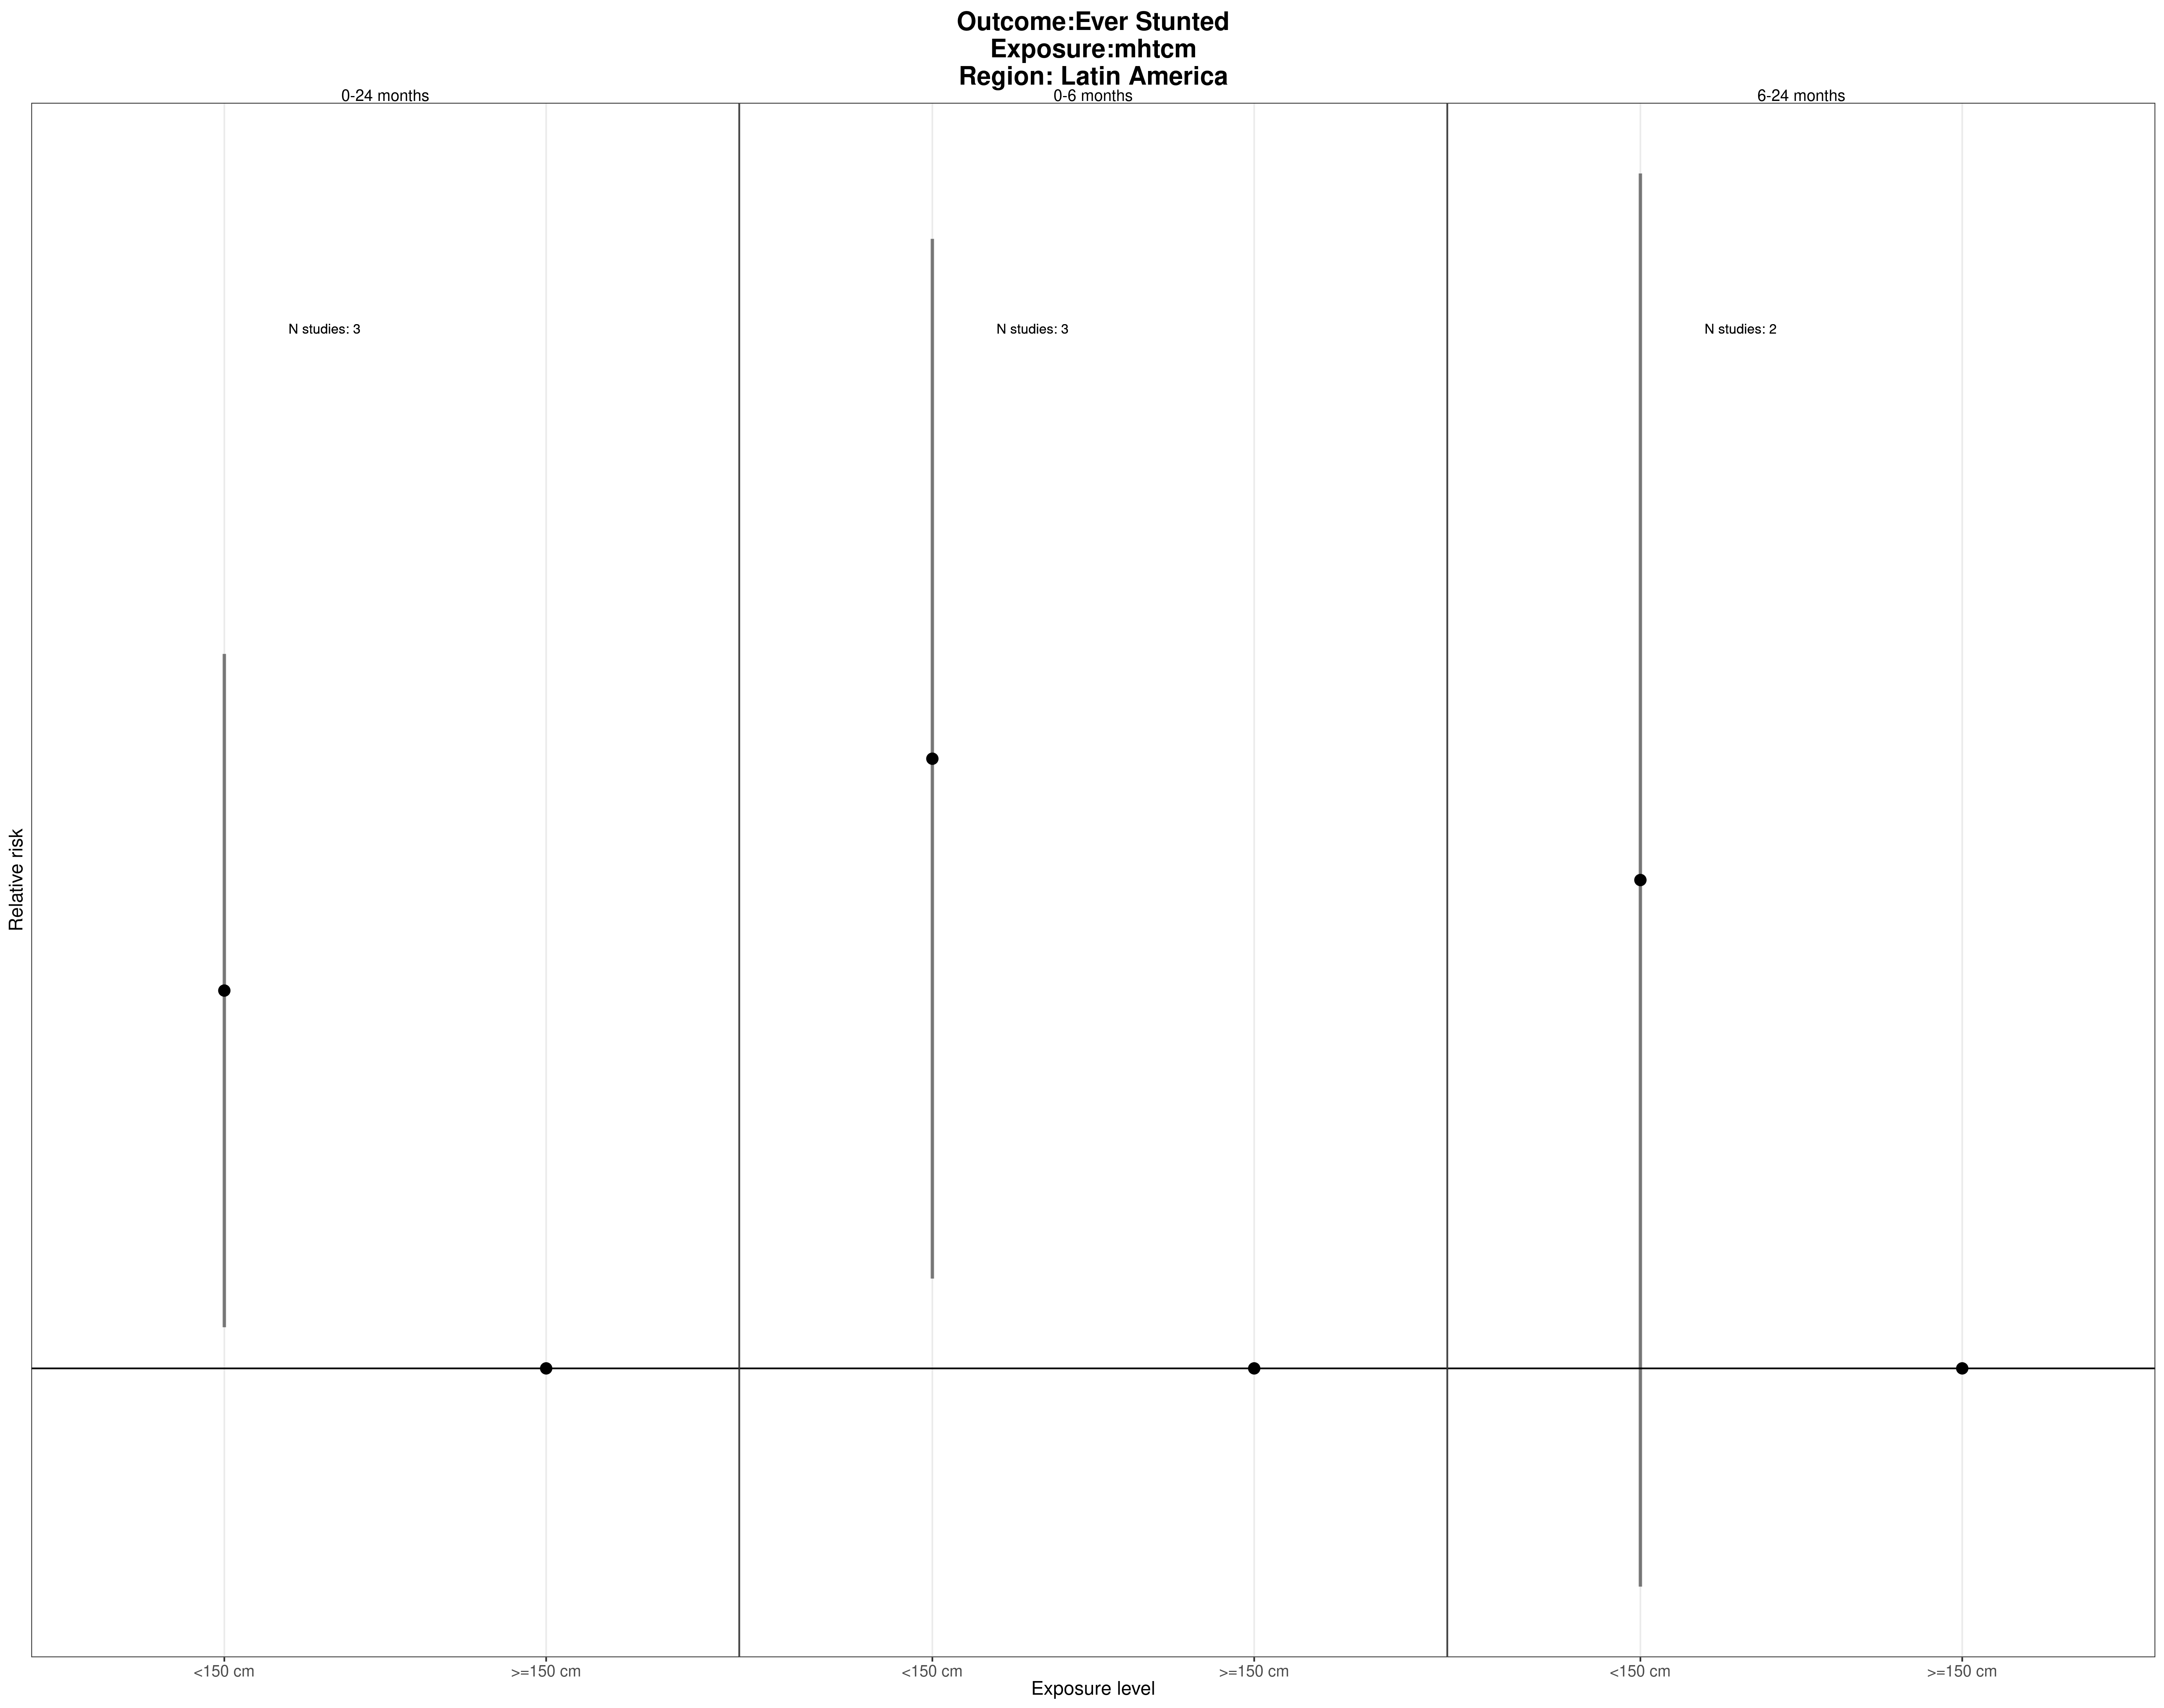 Outcome:Ever Stunted
Exposure:mhtcm
Region: Latin America
0-24 months
0-6 months
6-24 months
N studies: 3
N studies: 3
N studies: 2
Relative risk
<150 cm
>=150 cm
<150 cm
>=150 cm
<150 cm
>=150 cm
Exposure level